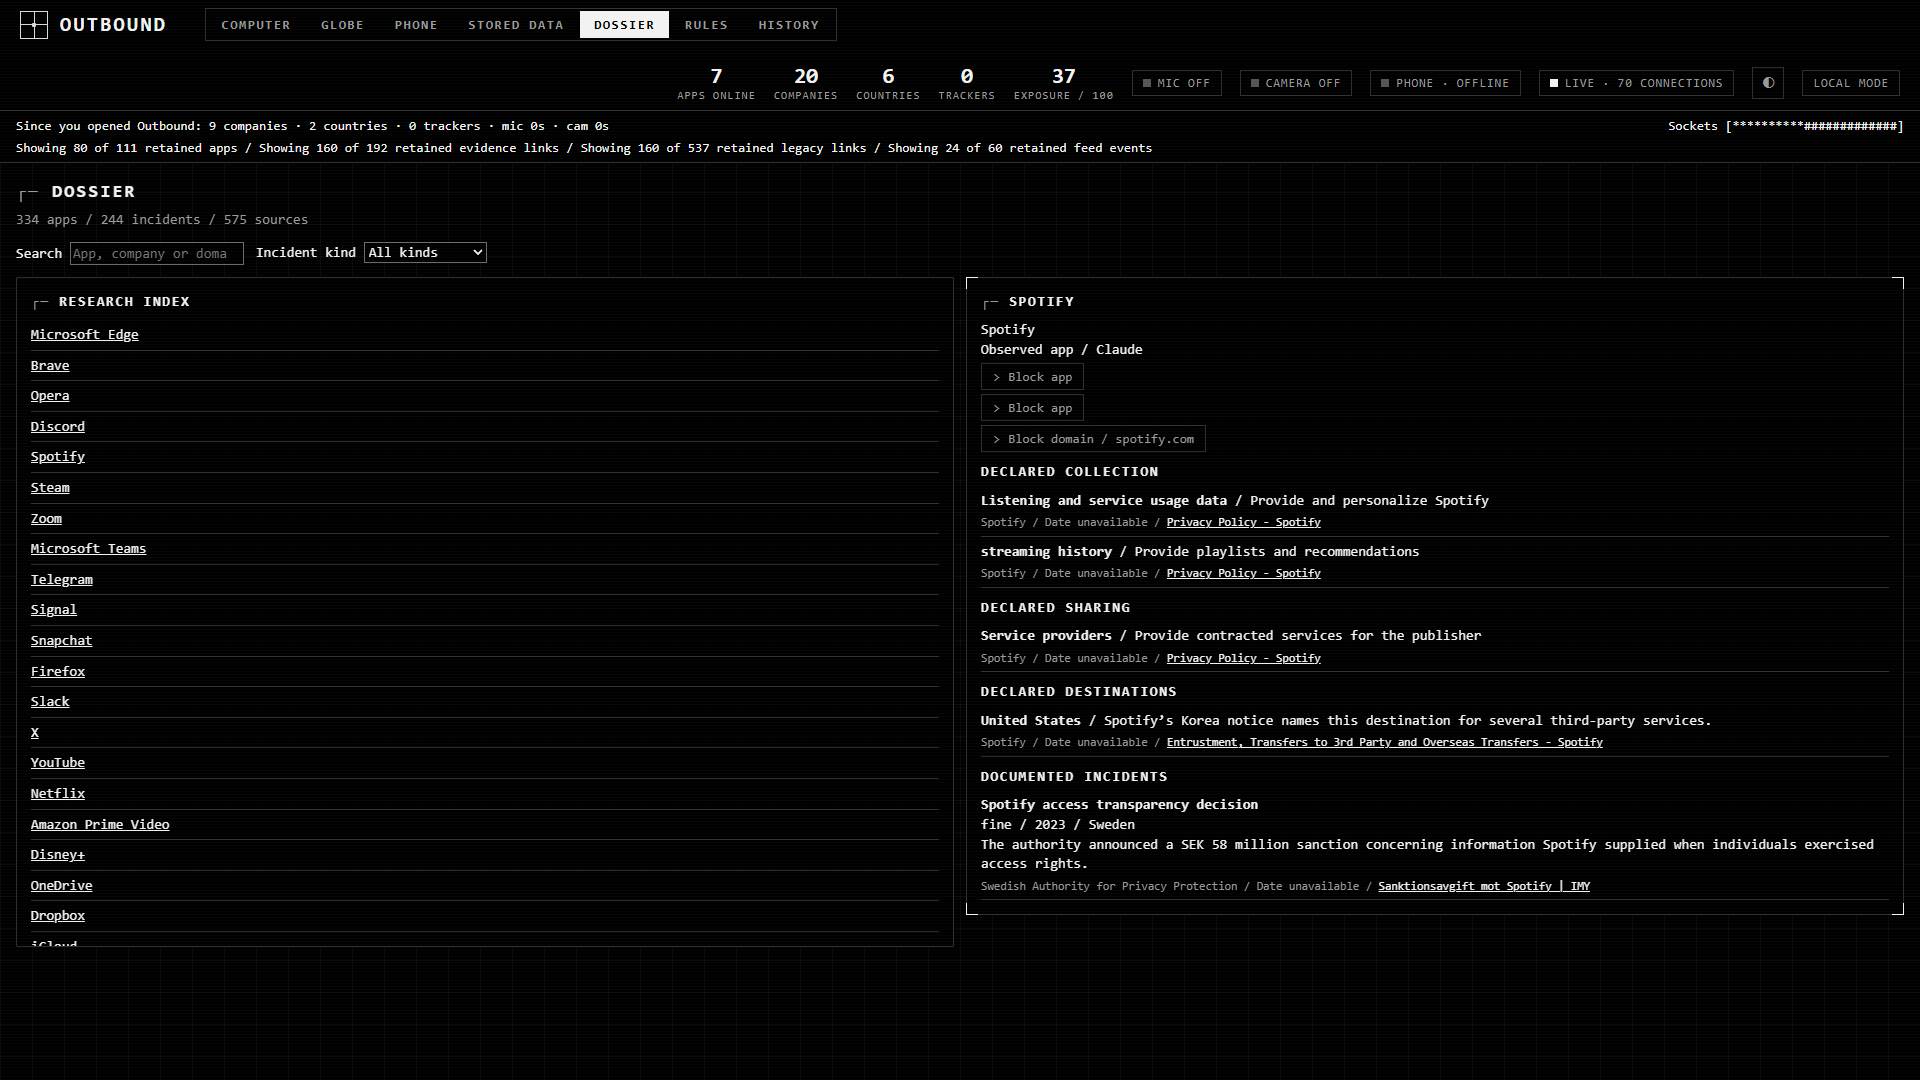 OUTBOUND
COMPUTER GLOBE PHONE STORED DATA DOSSIER RULES HISTORY
7 APPS ONLINE
20 COMPANIES
6 COUNTRIES
0 TRACKERS
37 EXPOSURE / 100
MIC OFF
CAMERA OFF
PHONE · OFFLINE
LIVE · 70 CONNECTIONS
LOCAL MODE
Since you opened Outbound: 9 companies · 2 countries · 0 trackers · mic 0s · cam 0s
Sockets [**********#############]
Showing 80 of 111 retained apps / Showing 160 of 192 retained evidence links / Showing 160 of 537 retained legacy links / Showing 24 of 60 retained feed events
┌─ DOSSIER
334 apps / 244 incidents / 575 sources
Search App, company or doma Incident kind All kinds
┌─ RESEARCH INDEX
Microsoft Edge
Brave
Opera
Discord
Spotify
Steam
Zoom
Microsoft Teams
Telegram
Signal
Snapchat
Firefox
Slack
X
YouTube
Netflix
Amazon Prime Video
Disney+
OneDrive
Dropbox
iCloud
┌─ SPOTIFY
Spotify
Observed app / Claude
> Block app
> Block app
> Block domain / spotify.com
DECLARED COLLECTION
Listening and service usage data / Provide and personalize Spotify
Spotify / Date unavailable / Privacy Policy - Spotify
streaming history / Provide playlists and recommendations
Spotify / Date unavailable / Privacy Policy - Spotify
DECLARED SHARING
Service providers / Provide contracted services for the publisher
Spotify / Date unavailable / Privacy Policy - Spotify
DECLARED DESTINATIONS
United States / Spotify’s Korea notice names this destination for several third-party services.
Spotify / Date unavailable / Entrustment, Transfers to 3rd Party and Overseas Transfers - Spotify
DOCUMENTED INCIDENTS
Spotify access transparency decision
fine / 2023 / Sweden
The authority announced a SEK 58 million sanction concerning information Spotify supplied when individuals exercised
access rights.
Swedish Authority for Privacy Protection / Date unavailable / Sanktionsavgift mot Spotify | IMY